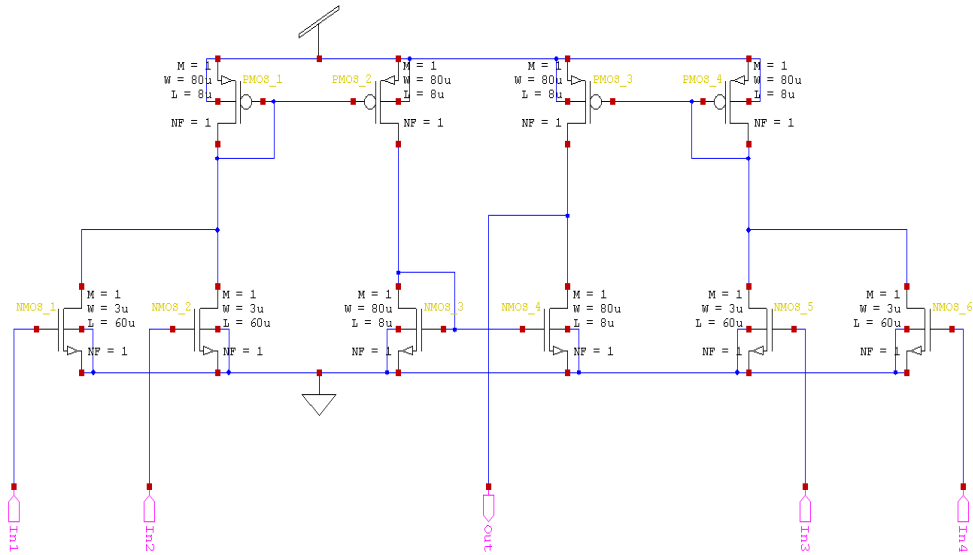 M = 1
W = 80u
L = 8u
NF = 1
PMOS_1
PMOS_2
M = 1
W = 80u
L = 8u
NF = 1
M = 1
W = 80u
L = 8u
NF = 1
PMOS_3
PMOS_4
M = 1
W = 80u
L = 8u
NF = 1
NMOS_1
M = 1
W = 3u
L = 60u
NF = 1
NMOS_2
M = 1
W = 3u
L = 60u
NF = 1
M = 1
W = 80u
L = 8u
NF = 1
NMOS_3
NMOS_4
M = 1
W = 80u
L = 8u
NF = 1
M = 1
W = 3u
L = 60u
NF = 1
NMOS_5
M = 1
W = 3u
L = 60u
NF = 1
NMOS_6
In1
In2
Out
In3
In4